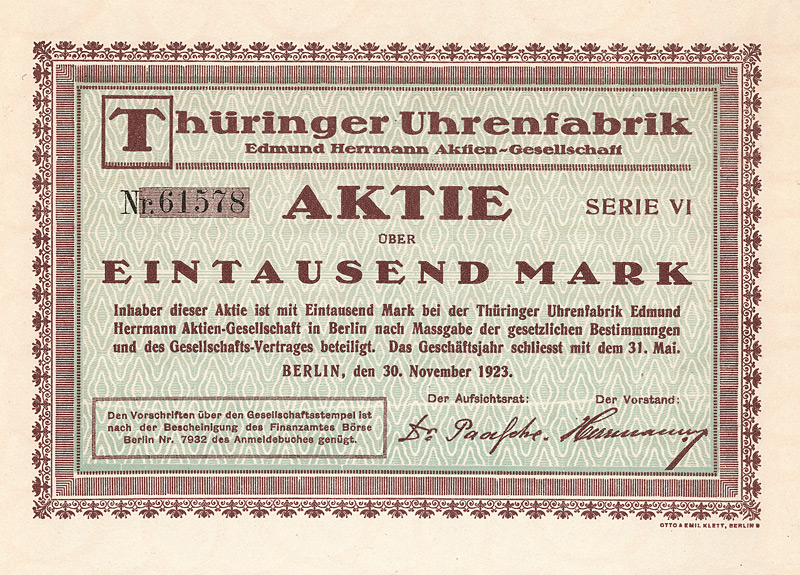 Thüringer Uhrenfabrik
Edmund Herrmann Aktien-Gesellschaft
Nr. 61578
AKTIE
SERIE VI
ÜBER
EINTAUSEND MARK
Inhaber dieser Aktie ist mit Eintausend Mark bei der Thüringer Uhrenfabrik Edmund
Herrmann Aktien-Gesellschaft in Berlin nach Massgabe der gesetzlichen Bestimmungen
und des Gesellschafts-Vertrages beteiligt. Das Geschäftsjahr schliesst mit dem 31. Mai.
BERLIN, den 30. November 1923.
Der Aufsichtsrat:
Der Vorstand:
Dr. Paasche.
Herrmann
Den Vorschriften über den Gesellschaftsstempel ist
nach der Bescheinigung des Finanzamtes Börse
Berlin Nr. 7932 des Anmeldebuches genügt.
OTTO & EMIL KLETT, BERLIN